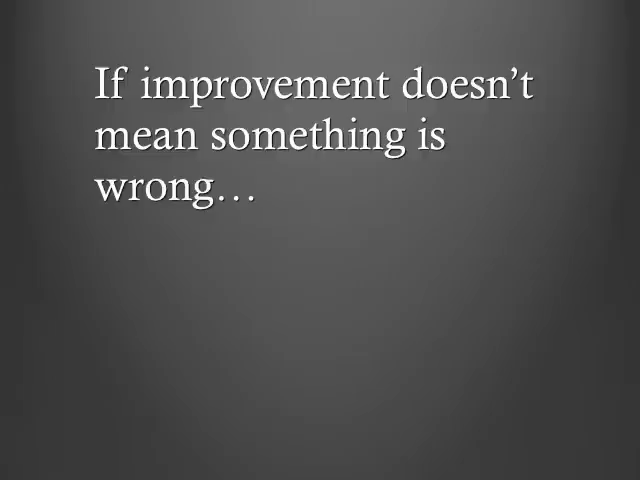 If improvement doesn’t
mean something is
wrong…